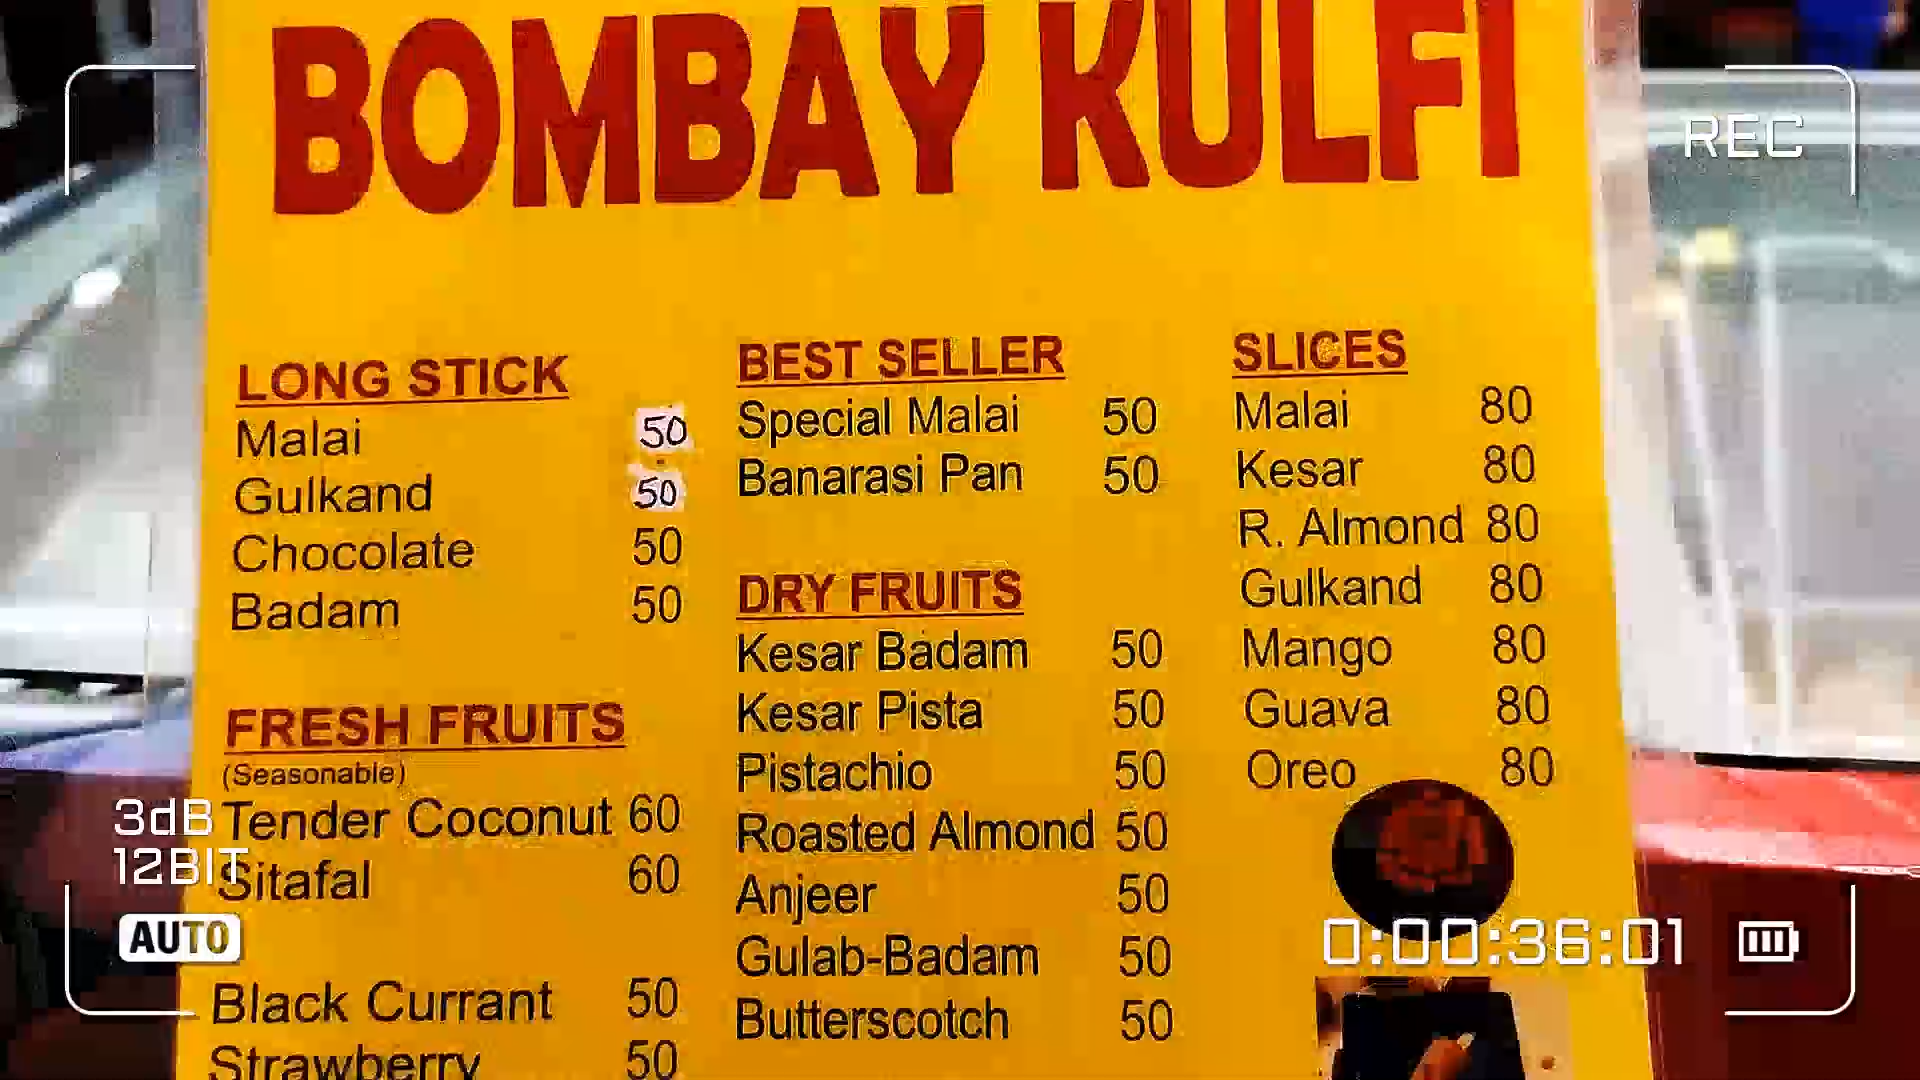 BOMBAY KULFI
REC
LONG STICK
Malai 50
Gulkand 50
Chocolate 50
Badam 50
FRESH FRUITS
(Seasonable)
Tender Coconut 60
Sitafal 60
Black Currant 50
Strawberry 50
BEST SELLER
Special Malai 50
Banarasi Pan 50
DRY FRUITS
Kesar Badam 50
Kesar Pista 50
Pistachio 50
Roasted Almond 50
Anjeer 50
Gulab-Badam 50
Butterscotch 50
SLICES
Malai 80
Kesar 80
R. Almond 80
Gulkand 80
Mango 80
Guava 80
Oreo 80
3dB
12BIT
AUTO
0:00:36:01